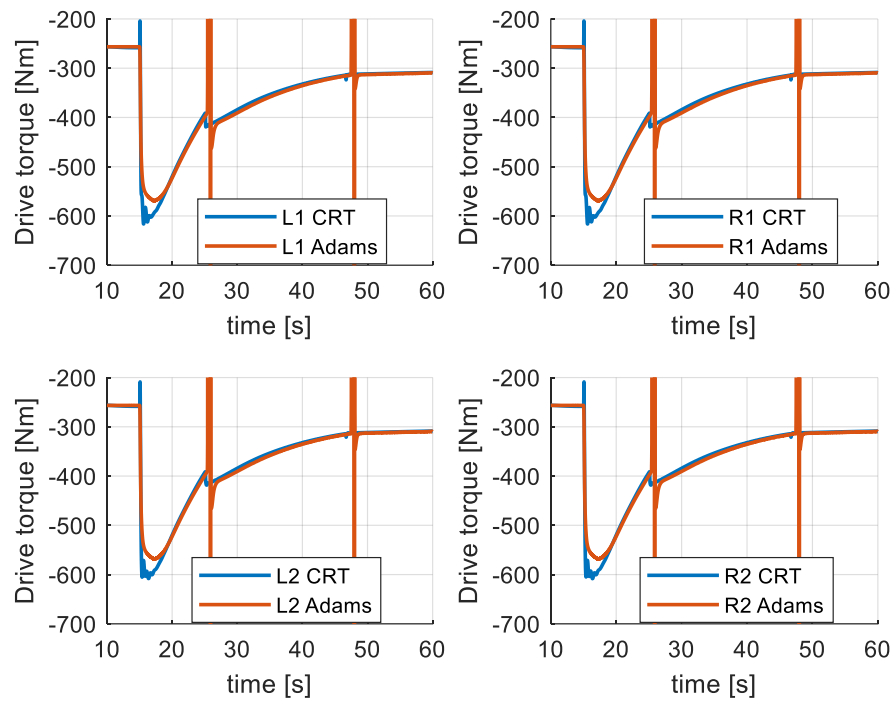 Drive torque [Nm]
-200
-300
-400
-500
-600
-700
L1 CRT
L1 Adams
10 20 30 40 50 60
time [s]
Drive torque [Nm]
-200
-300
-400
-500
-600
-700
R1 CRT
R1 Adams
10 20 30 40 50 60
time [s]
Drive torque [Nm]
-200
-300
-400
-500
-600
-700
L2 CRT
L2 Adams
10 20 30 40 50 60
time [s]
Drive torque [Nm]
-200
-300
-400
-500
-600
-700
R2 CRT
R2 Adams
10 20 30 40 50 60
time [s]